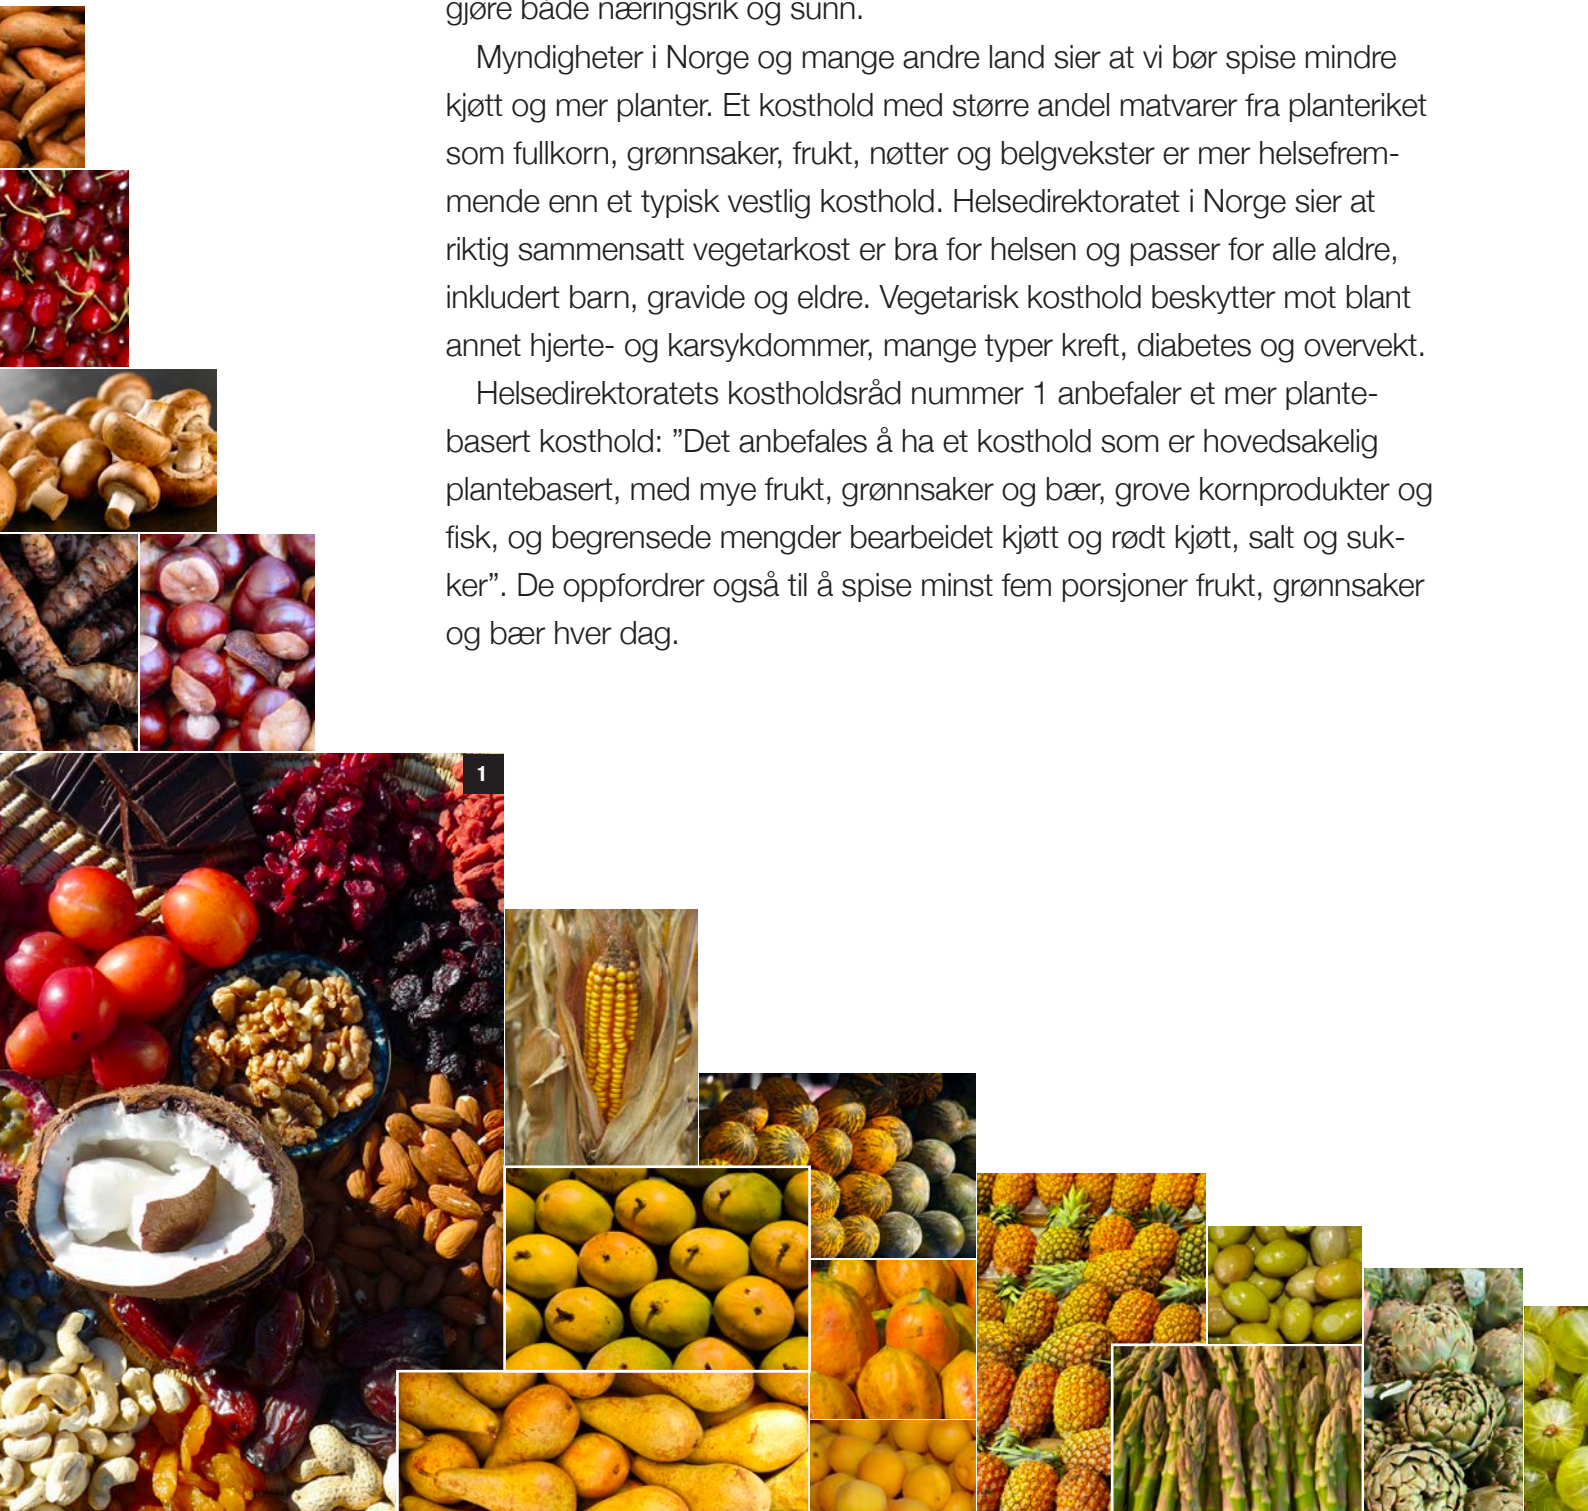 gjøre både næringsrik og sunn.
Myndigheter i Norge og mange andre land sier at vi bør spise mindre
kjøtt og mer planter. Et kosthold med større andel matvarer fra planteriket
som fullkorn, grønnsaker, frukt, nøtter og belgvekster er mer helsefrem-
mende enn et typisk vestlig kosthold. Helsedirektoratet i Norge sier at
riktig sammensatt vegetarkost er bra for helsen og passer for alle aldre,
inkludert barn, gravide og eldre. Vegetarisk kosthold beskytter mot blant
annet hjerte- og karsykdommer, mange typer kreft, diabetes og overvekt.
Helsedirektoratets kostholdsråd nummer 1 anbefaler et mer plante-
basert kosthold: ”Det anbefales å ha et kosthold som er hovedsakelig
plantebasert, med mye frukt, grønnsaker og bær, grove kornprodukter og
fisk, og begrensede mengder bearbeidet kjøtt og rødt kjøtt, salt og suk-
ker”. De oppfordrer også til å spise minst fem porsjoner frukt, grønnsaker
og bær hver dag.
1